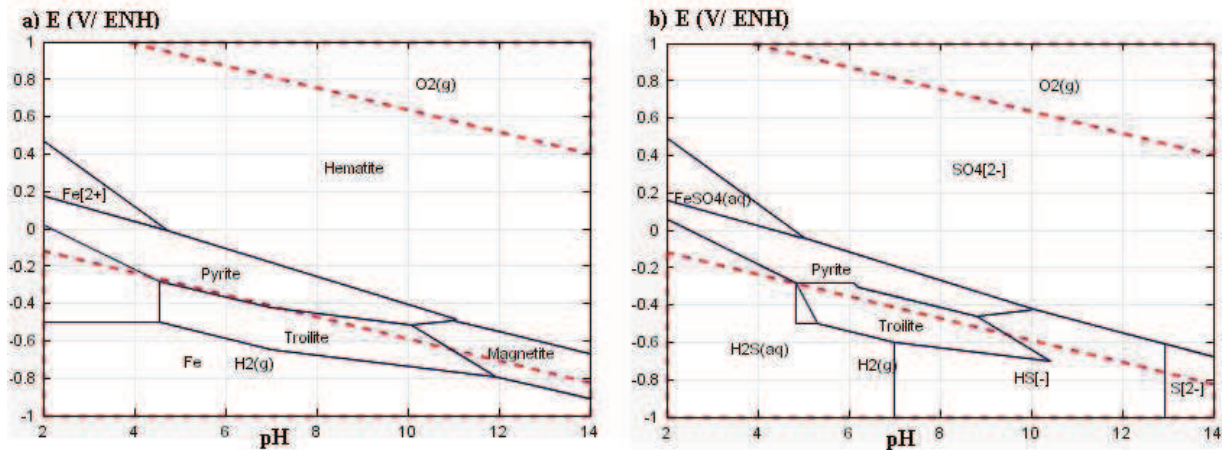 a) E (V/ ENH)
1
0.8
0.6
0.4
0.2
0
-0.2
-0.4
-0.6
-0.8
-1
O2(g)
Hematite
Fe[2+]
Pyrite
Troilite
Magnetite
Fe
H2(g)
2
4
6
8
10
12
14
pH
b) E (V/ ENH)
1
0.8
0.6
0.4
0.2
0
-0.2
-0.4
-0.6
-0.8
-1
O2(g)
SO4[2-]
FeSO4(aq)
Pyrite
Troilite
H2S(aq)
H2(g)
HS[-]
S[2-]
2
4
6
8
10
12
14
pH